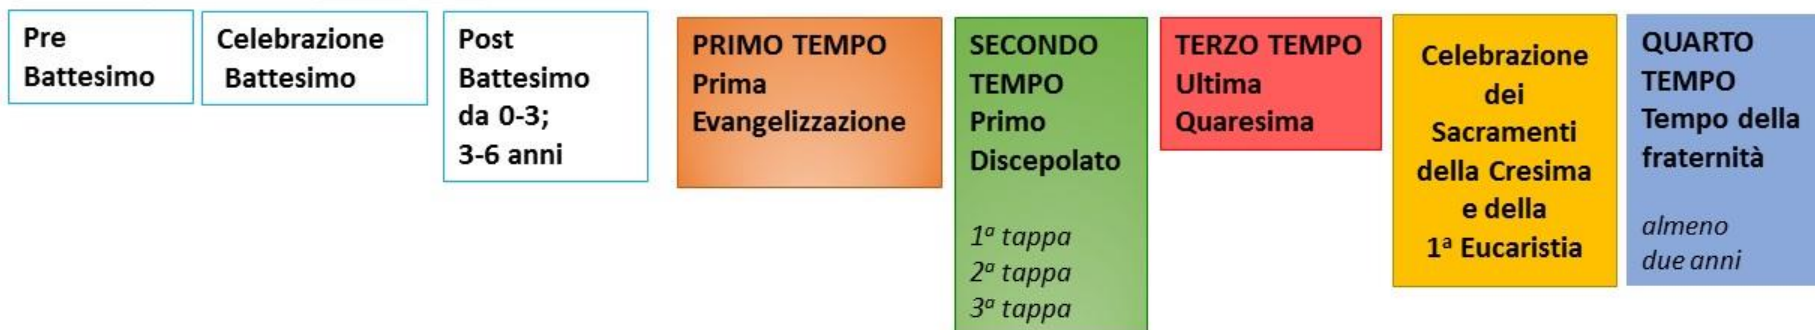 Pre
Battesimo
Celebrazione
Battesimo
Post
Battesimo
da 0-3;
3-6 anni
PRIMO TEMPO
Prima
Evangelizzazione
SECONDO
TEMPO
Primo
Discepolato
1ª tappa
2ª tappa
3ª tappa
TERZO TEMPO
Ultima
Quaresima
Celebrazione
dei
Sacramenti
della Cresima
e della
1ª Eucaristia
QUARTO
TEMPO
Tempo della
fraternità
almeno
due anni